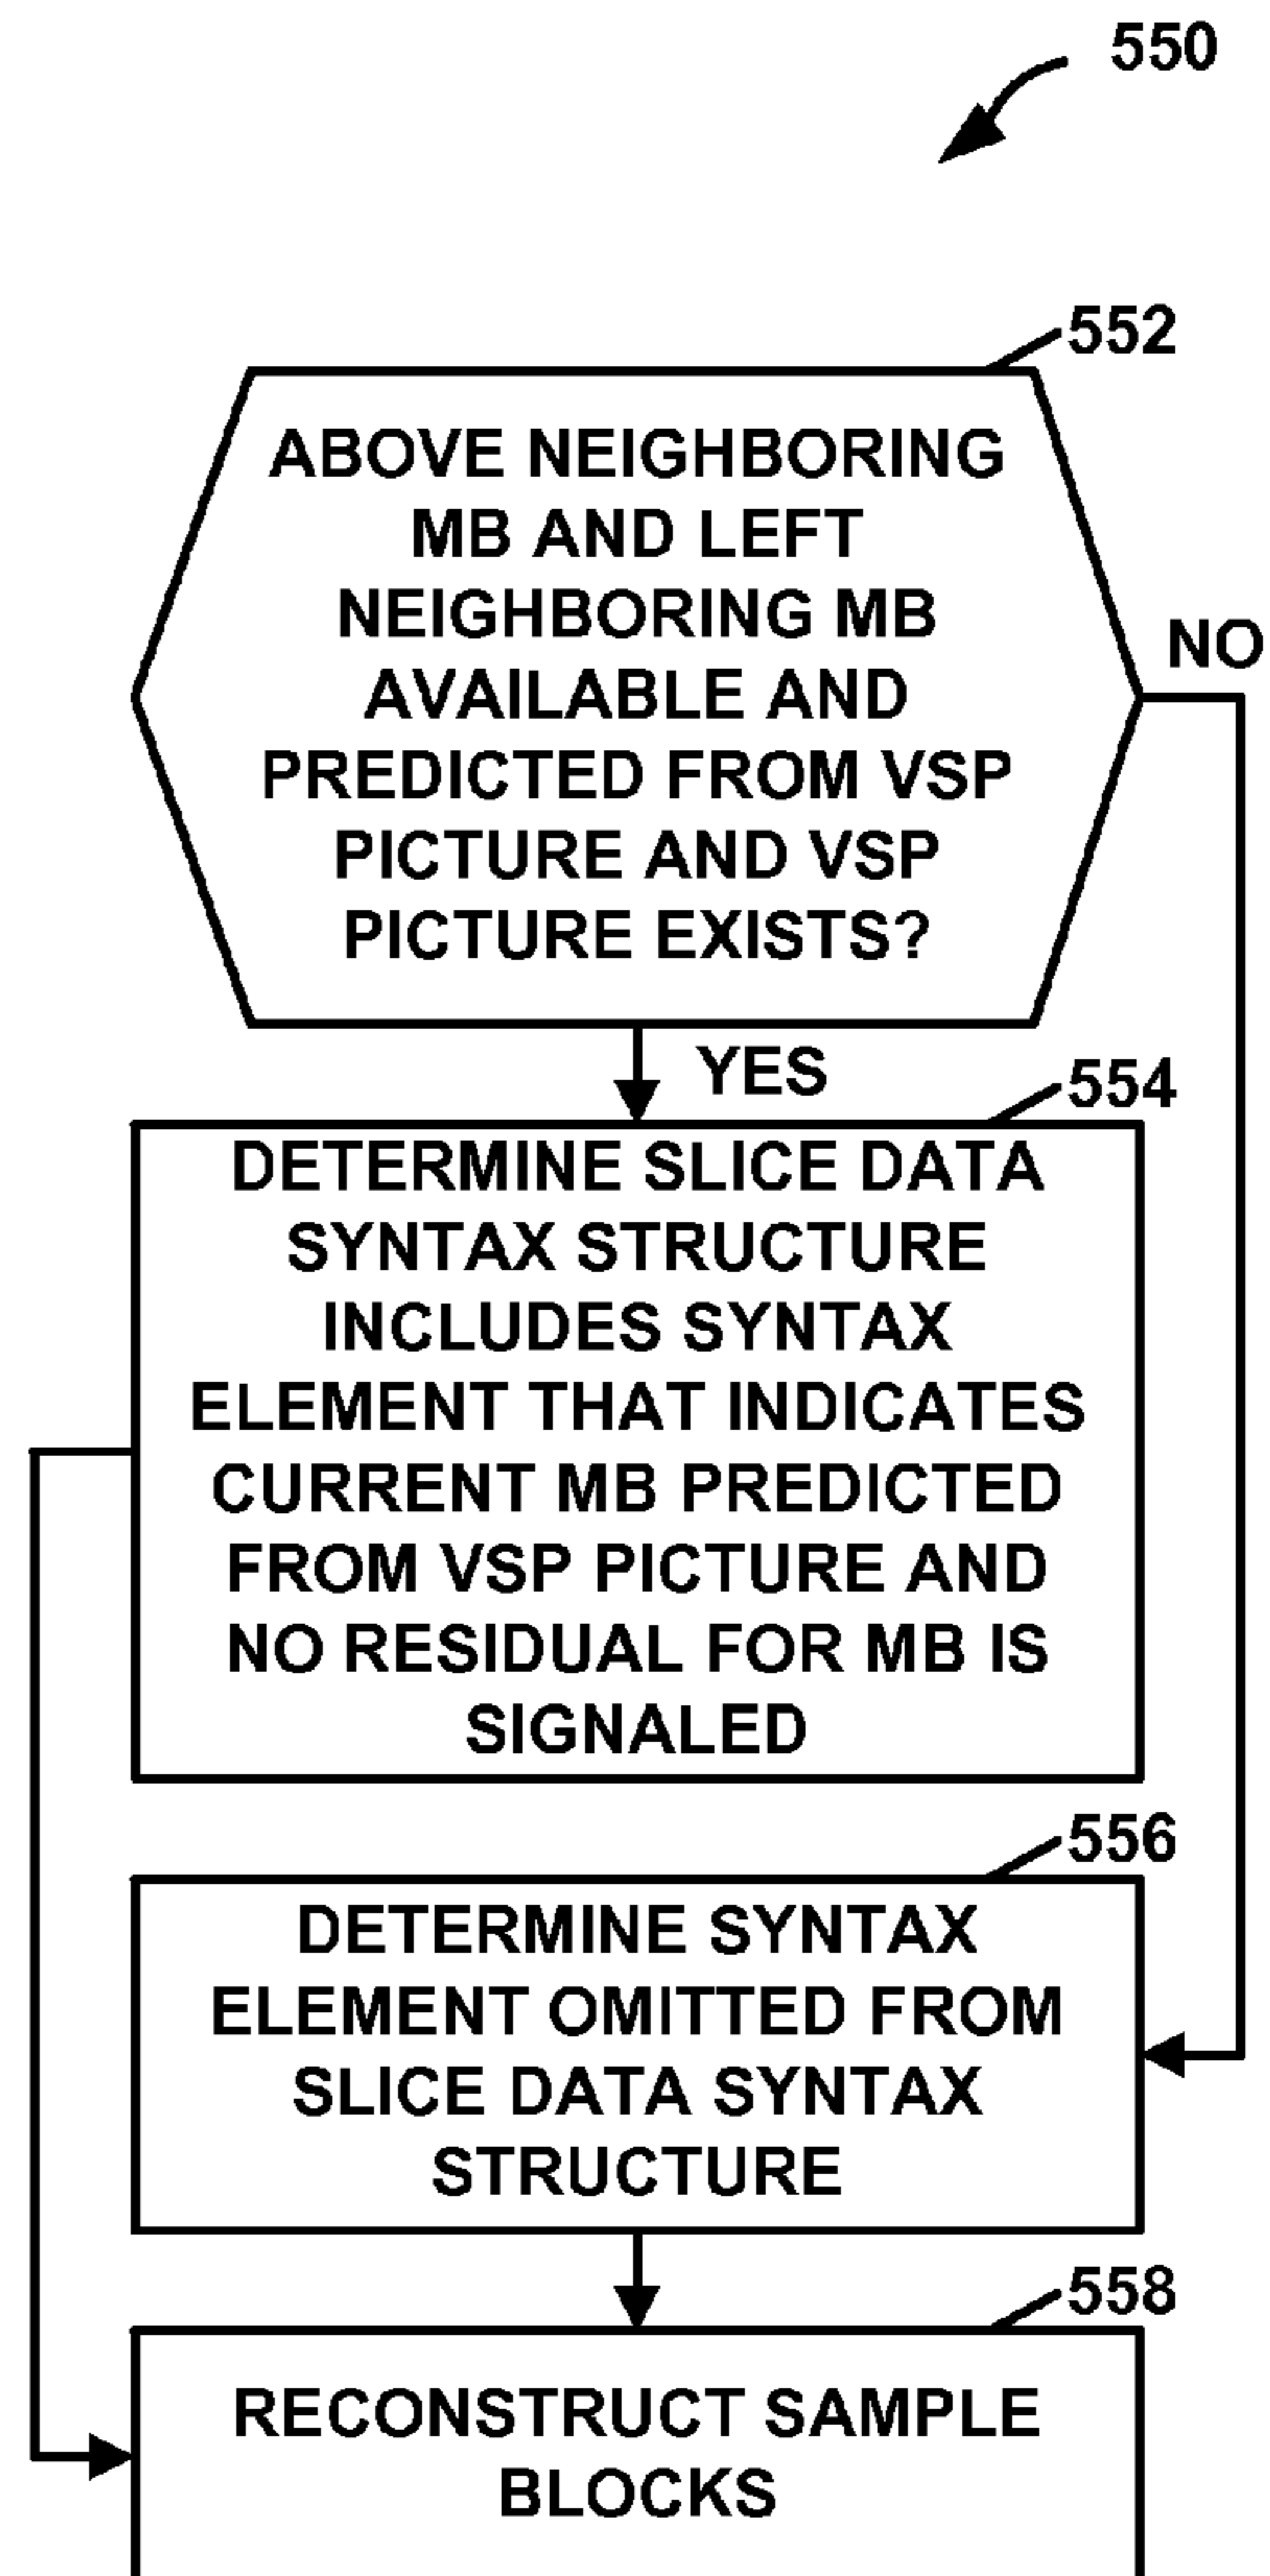 550
552
ABOVE NEIGHBORING
MB AND LEFT
NEIGHBORING MB
AVAILABLE AND
PREDICTED FROM VSP
PICTURE AND VSP
PICTURE EXISTS?
NO
YES
554
DETERMINE SLICE DATA
SYNTAX STRUCTURE
INCLUDES SYNTAX
ELEMENT THAT INDICATES
CURRENT MB PREDICTED
FROM VSP PICTURE AND
NO RESIDUAL FOR MB IS
SIGNALED
556
DETERMINE SYNTAX
ELEMENT OMITTED FROM
SLICE DATA SYNTAX
STRUCTURE
558
RECONSTRUCT SAMPLE
BLOCKS